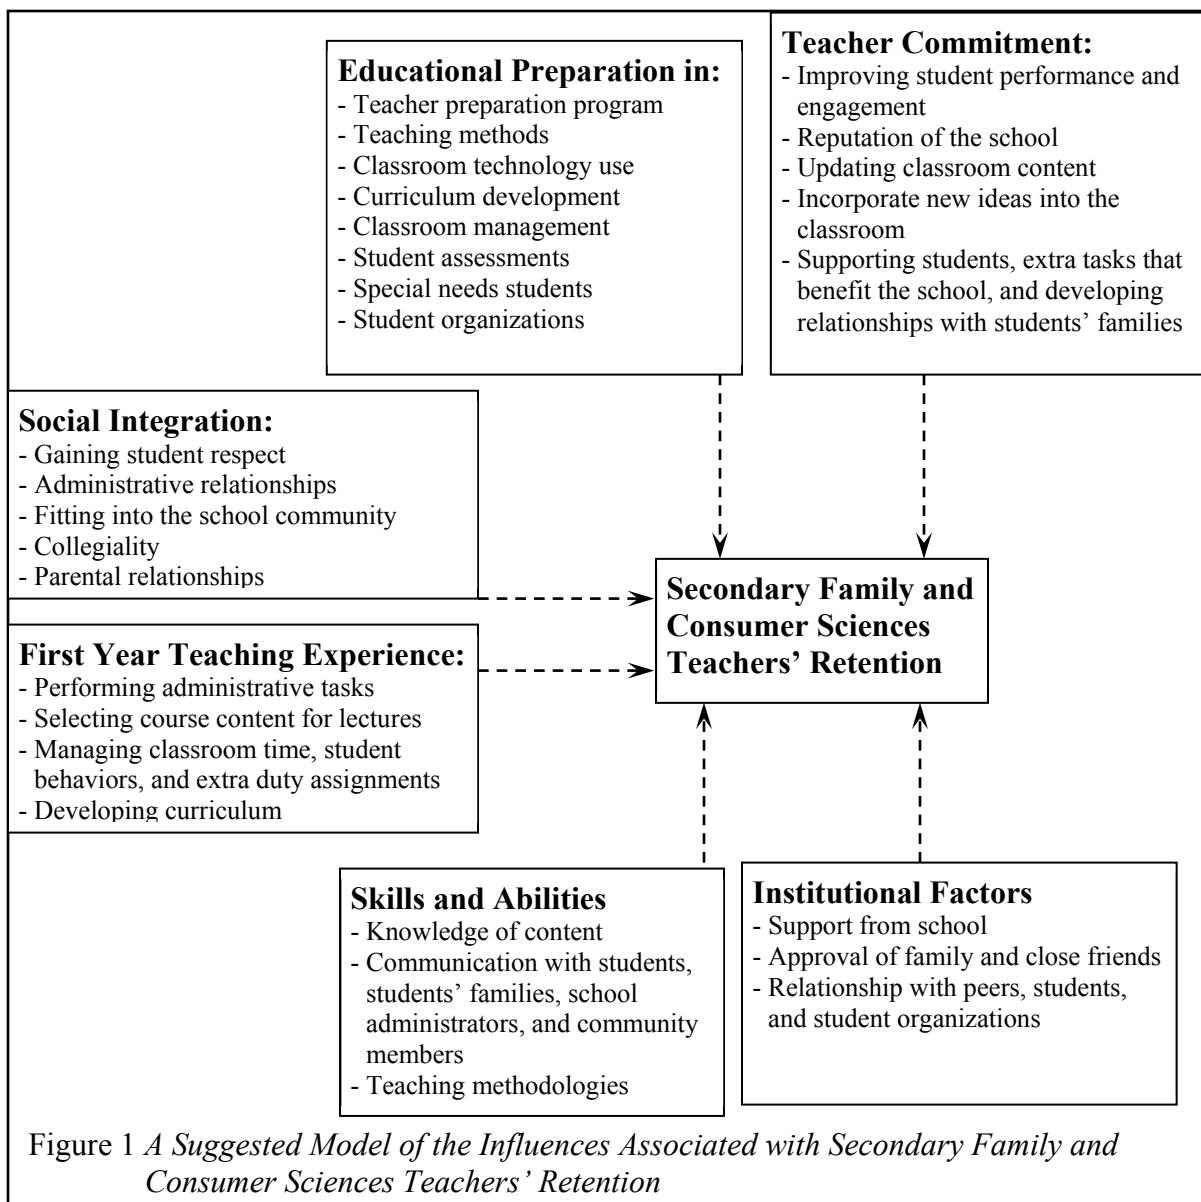 Educational Preparation in:
- Teacher preparation program
- Teaching methods
- Classroom technology use
- Curriculum development
- Classroom management
- Student assessments
- Special needs students
- Student organizations
Teacher Commitment:
- Improving student performance and
engagement
- Reputation of the school
- Updating classroom content
- Incorporate new ideas into the
classroom
- Supporting students, extra tasks that
benefit the school, and developing
relationships with students’ families
Social Integration:
- Gaining student respect
- Administrative relationships
- Fitting into the school community
- Collegiality
- Parental relationships
Secondary Family and
Consumer Sciences
Teachers’ Retention
First Year Teaching Experience:
- Performing administrative tasks
- Selecting course content for lectures
- Managing classroom time, student
behaviors, and extra duty assignments
- Developing curriculum
Skills and Abilities
- Knowledge of content
- Communication with students,
students’ families, school
administrators, and community
members
- Teaching methodologies
Institutional Factors
- Support from school
- Approval of family and close friends
- Relationship with peers, students,
and student organizations
Figure 1 A Suggested Model of the Influences Associated with Secondary Family and
Consumer Sciences Teachers’ Retention